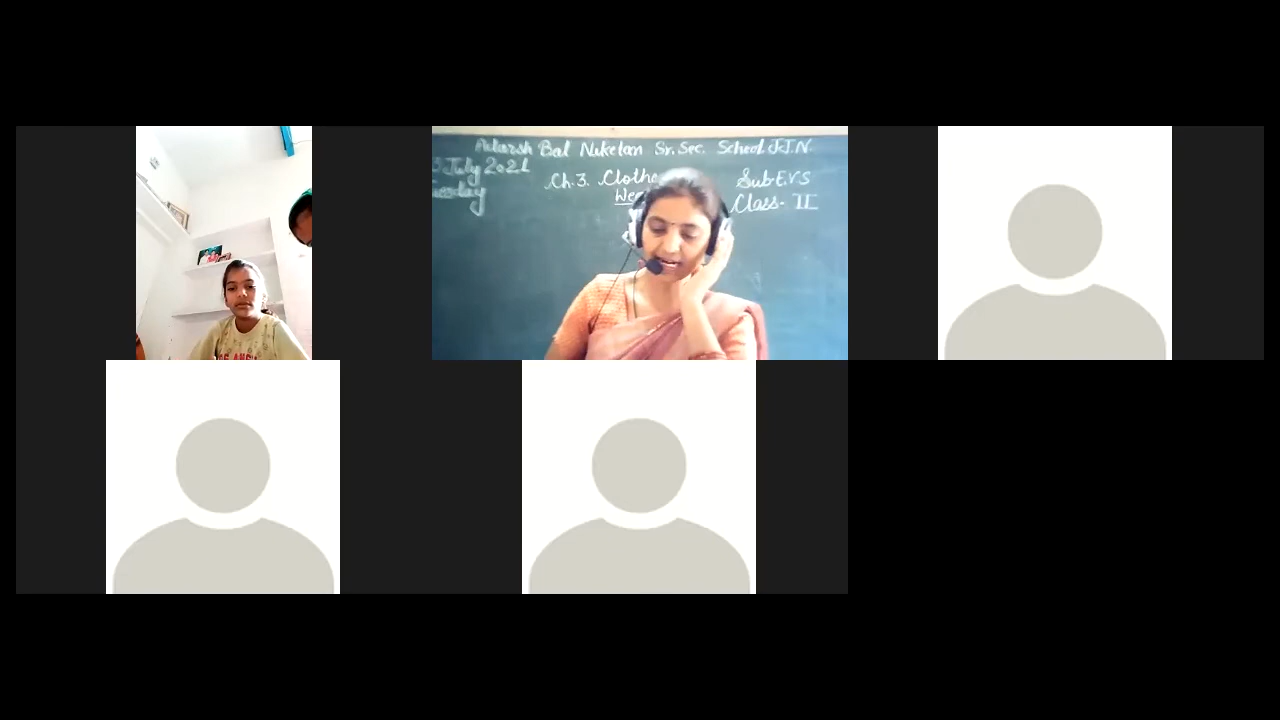 Adarsh Bal Niketan Sr. Sec. School J.J.N.
July 2021
Ch.3. Clothe
Sub-E.V.S
Class- II